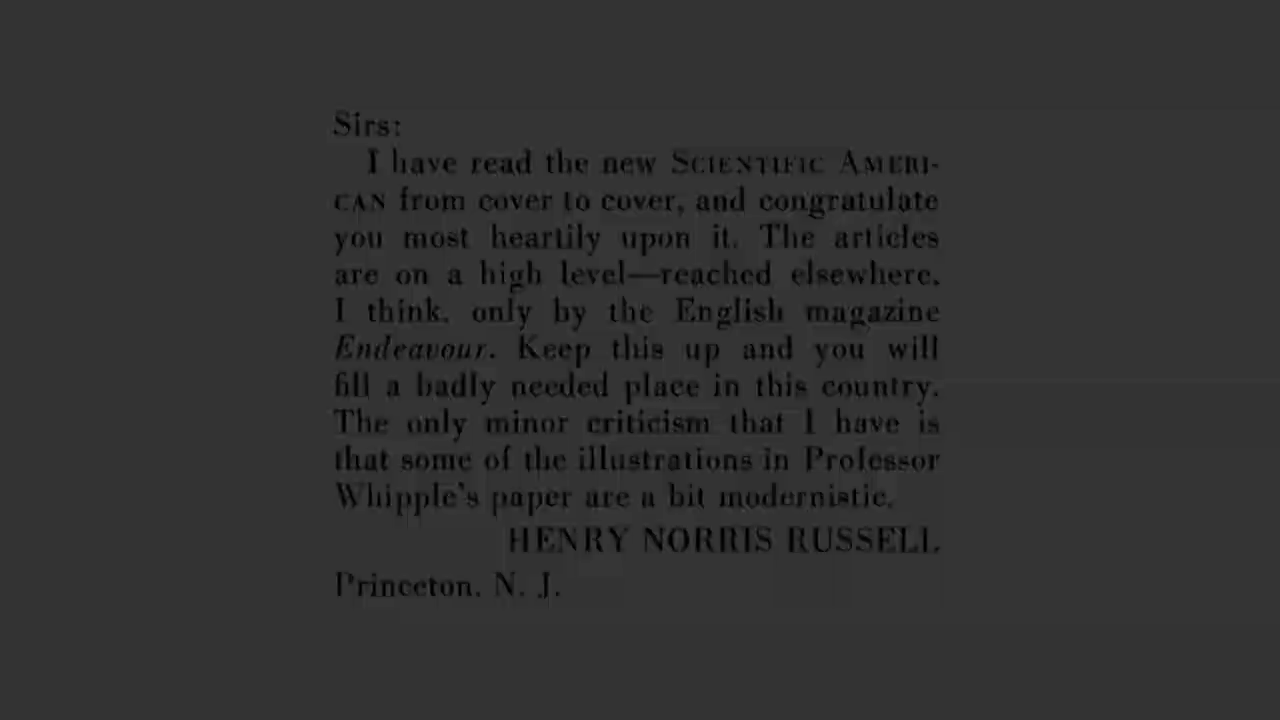 Sirs:
I have read the new SCIENTIFIC AMERI-
CAN from cover to cover, and congratulate
you most heartily upon it. The articles
are on a high level—reached elsewhere,
I think, only by the English magazine
Endeavour. Keep this up and you will
fill a badly needed place in this country.
The only minor criticism that I have is
that some of the illustrations in Professor
Whipple's paper are a bit modernistic.
HENRY NORRIS RUSSELL
Princeton, N. J.